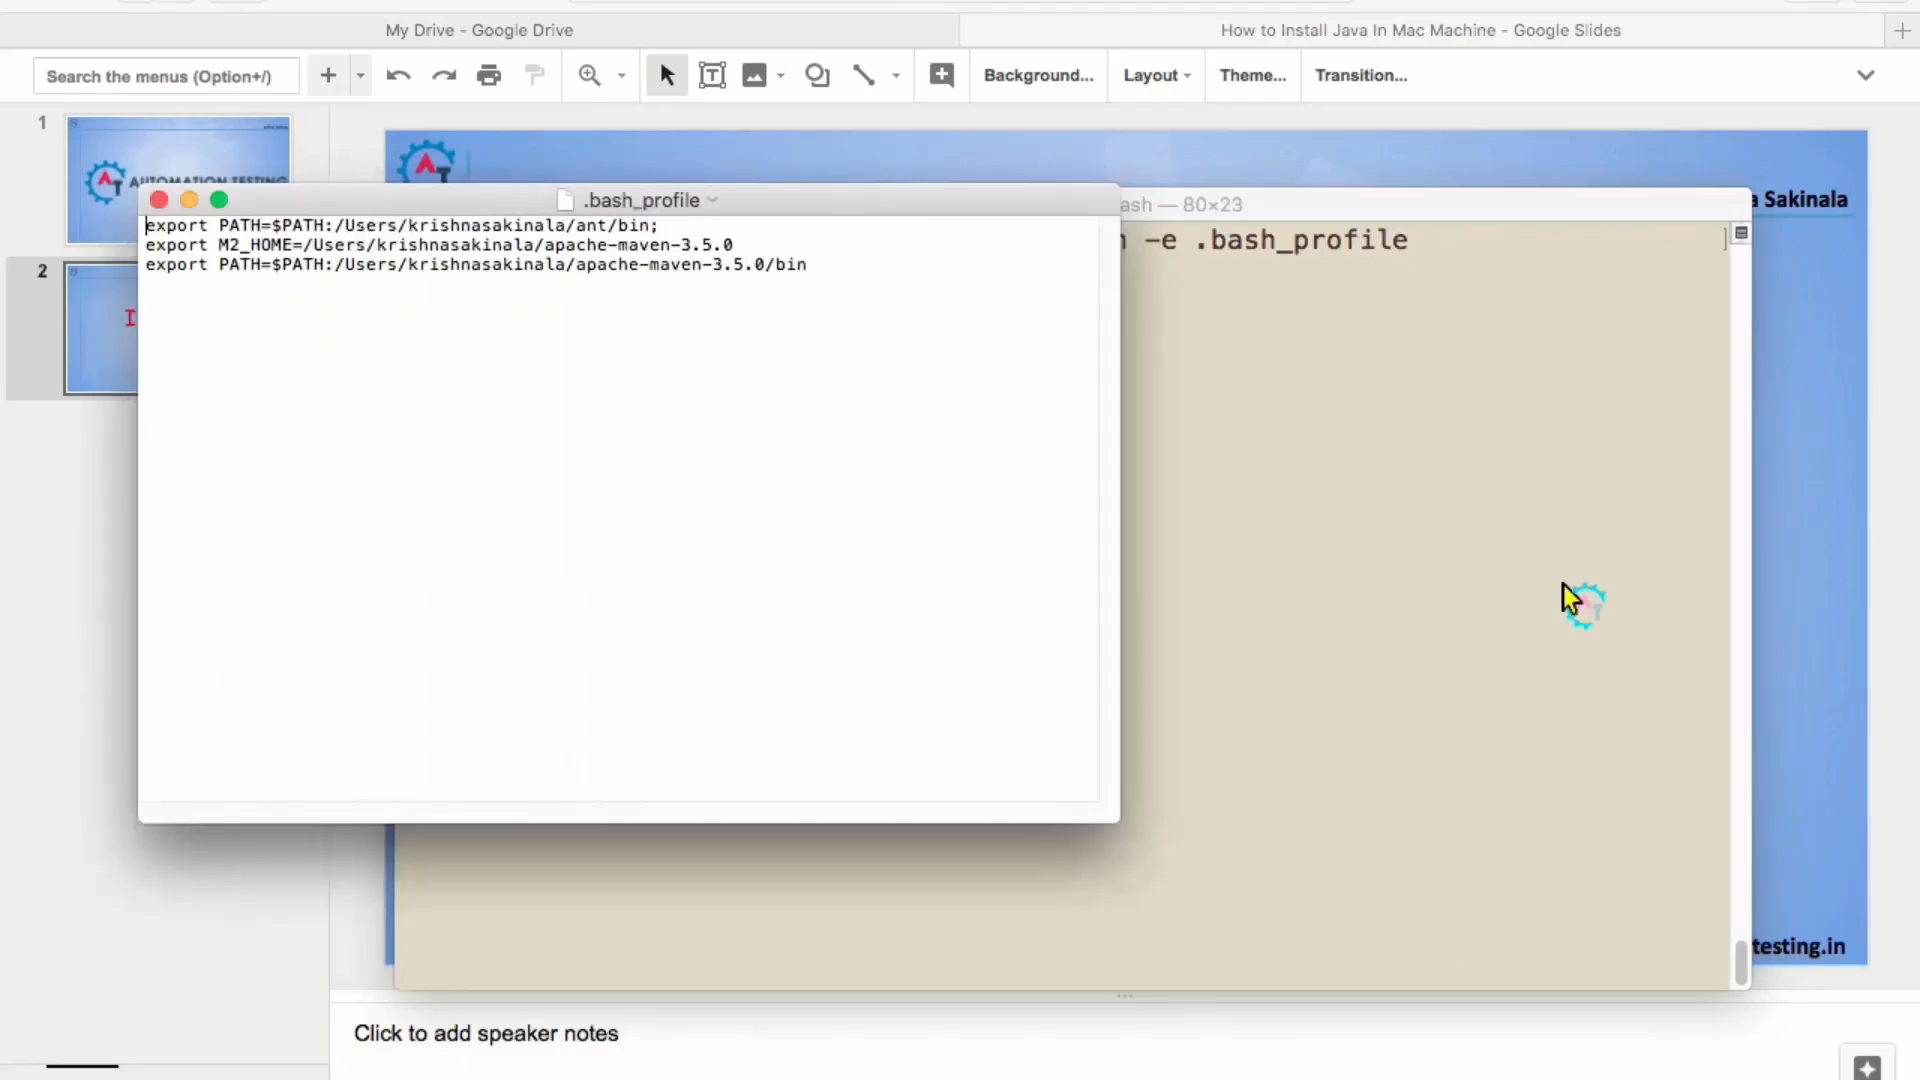 My Drive - Google Drive
How to Install Java In Mac Machine - Google Slides
Search the menus (Option+/)
Background...
Layout
Theme...
Transition...
1
AUTOMATION TESTING
2
I
AT
a Sakinala
ash — 80×23
-e .bash_profile
.bash_profile
export PATH=$PATH:/Users/krishnasakinala/ant/bin;
export M2_HOME=/Users/krishnasakinala/apache-maven-3.5.0
export PATH=$PATH:/Users/krishnasakinala/apache-maven-3.5.0/bin
testing.in
Click to add speaker notes